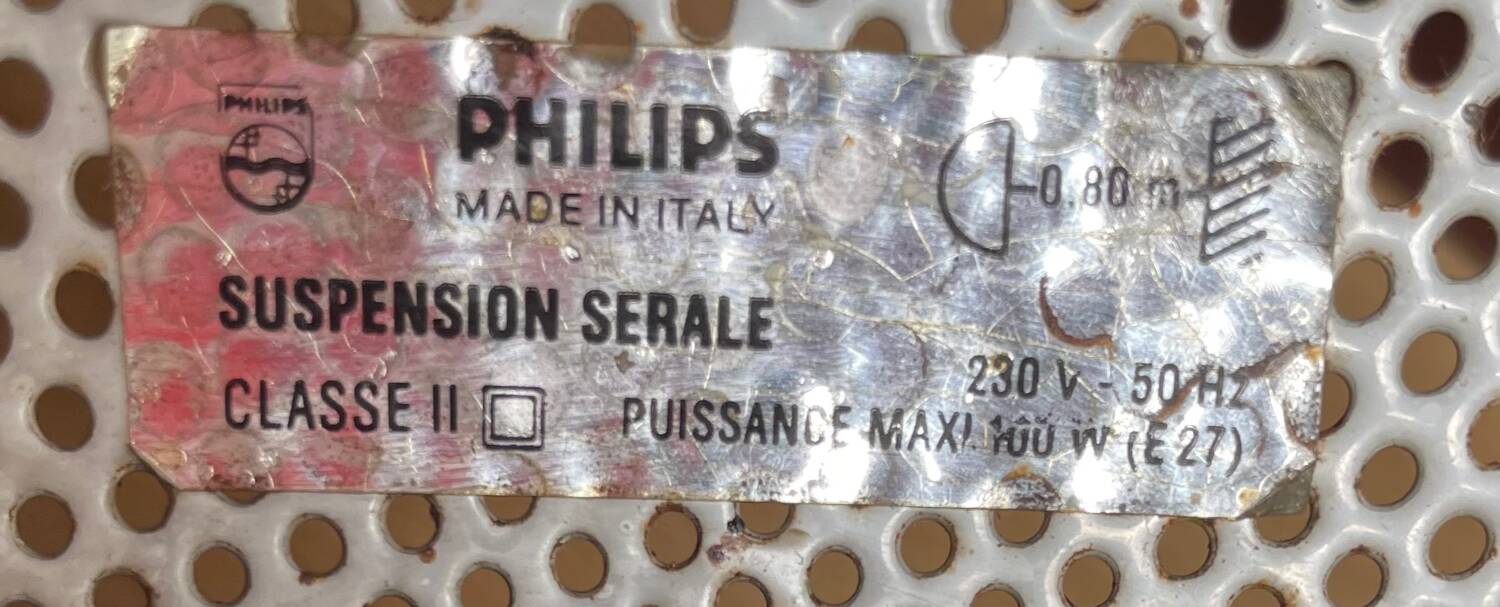 PHILIPS
PHILIPS
MADE IN ITALY
0.80 m
SUSPENSION SERALE
230 V - 50 Hz
CLASSE II
PUISSANCE MAXI. 100 W (E 27)